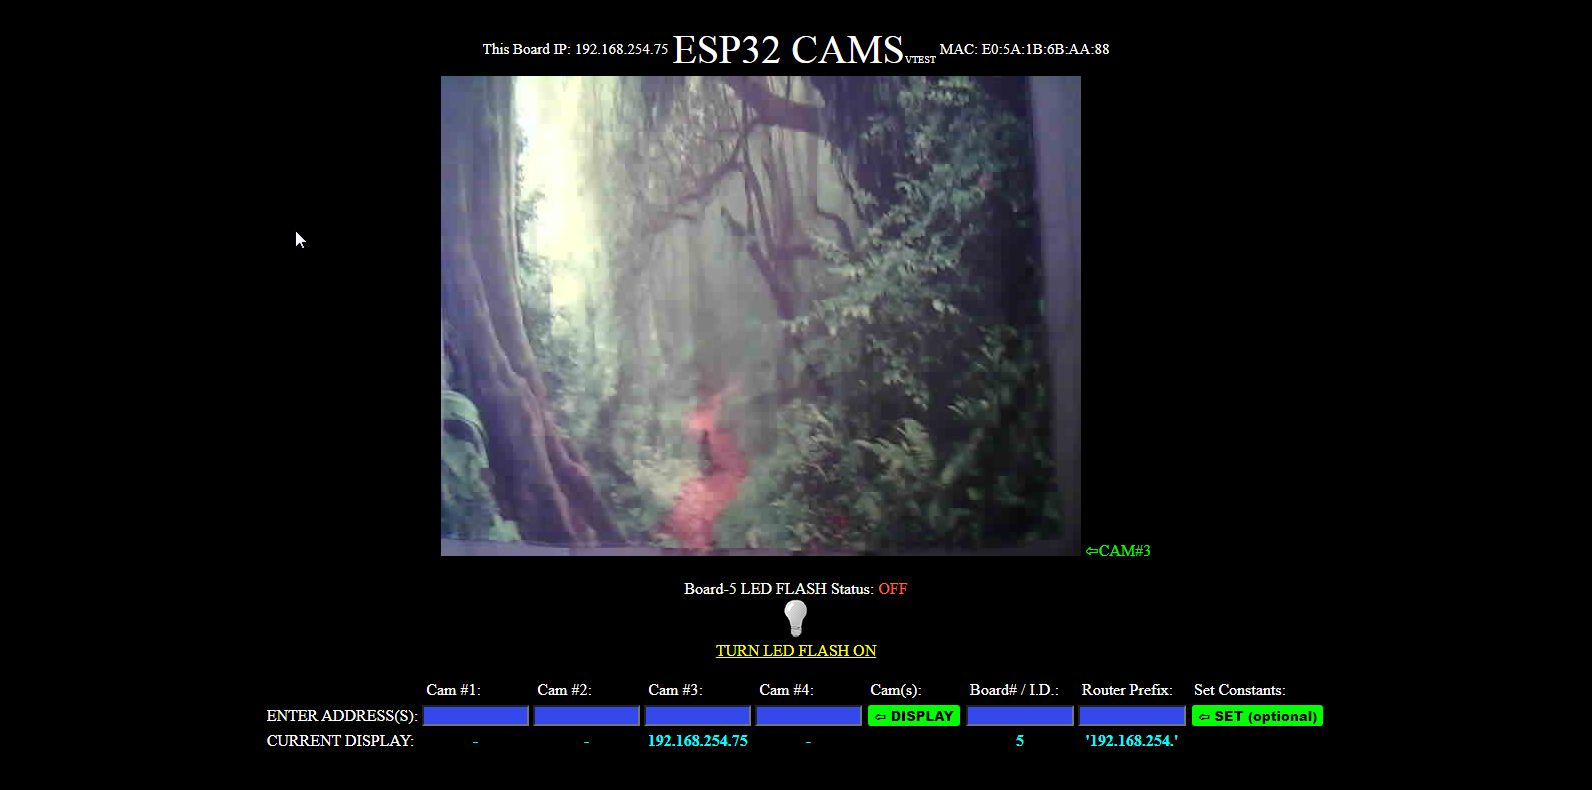 This Board IP: 192.168.254.75 ESP32 CAMSVTEST MAC: E0:5A:1B:6B:AA:88
⇦CAM#3
Board-5 LED FLASH Status: OFF
TURN LED FLASH ON
Cam #1: Cam #2: Cam #3: Cam #4: Cam(s): Board# / I.D.: Router Prefix: Set Constants:
ENTER ADDRESS(S): ⇦ DISPLAY ⇦ SET (optional)
CURRENT DISPLAY: - - 192.168.254.75 - 5 '192.168.254.'